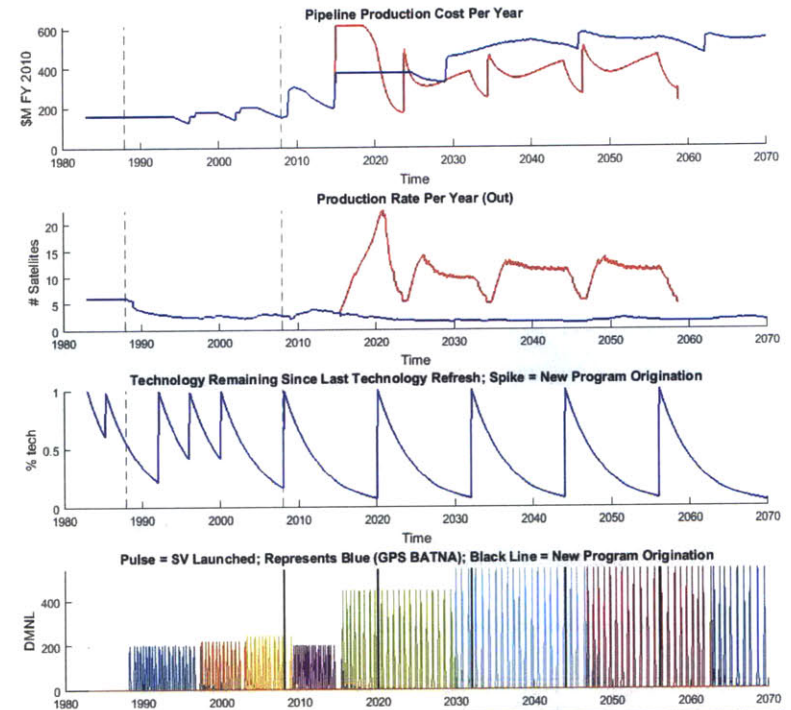 Pipeline Production Cost Per Year
$M FY 2010
600
400
200
0
1980 1990 2000 2010 2020 2030 2040 2050 2060 2070
Time
Production Rate Per Year (Out)
# Satellites
20
15
10
5
0
1980 1990 2000 2010 2020 2030 2040 2050 2060 2070
Time
Technology Remaining Since Last Technology Refresh; Spike = New Program Origination
% tech
1
0.5
0
1980 1990 2000 2010 2020 2030 2040 2050 2060 2070
Time
Pulse = SV Launched; Represents Blue (GPS BATNA); Black Line = New Program Origination
DMNL
400
200
0
1980 1990 2000 2010 2020 2030 2040 2050 2060 2070